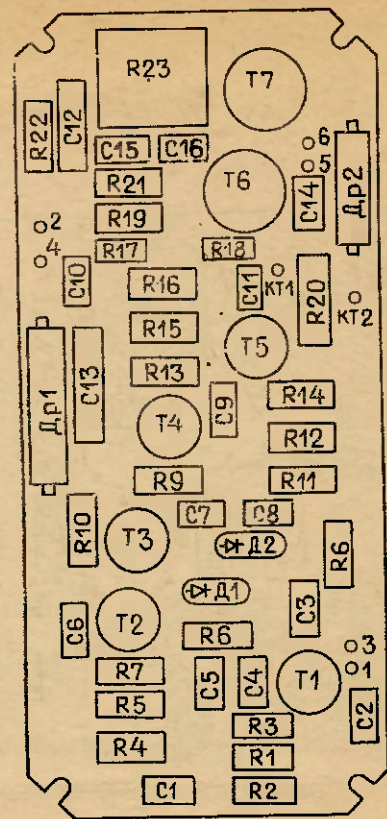 R23
T7
R22
C12
6
C15
C16
5
R21
T6
C14
Др2
R19
2
R17
R18
4
C10
R16
C11
КТ1
R20
КТ2
R15
T5
Др1
C13
R13
R14
T4
C9
R12
R9
R11
R10
C7
C8
T3
Д2
R6
Д1
C6
T2
C3
R6
3
R7
C5
C4
T1
1
R5
C2
R3
R4
R1
C1
R2